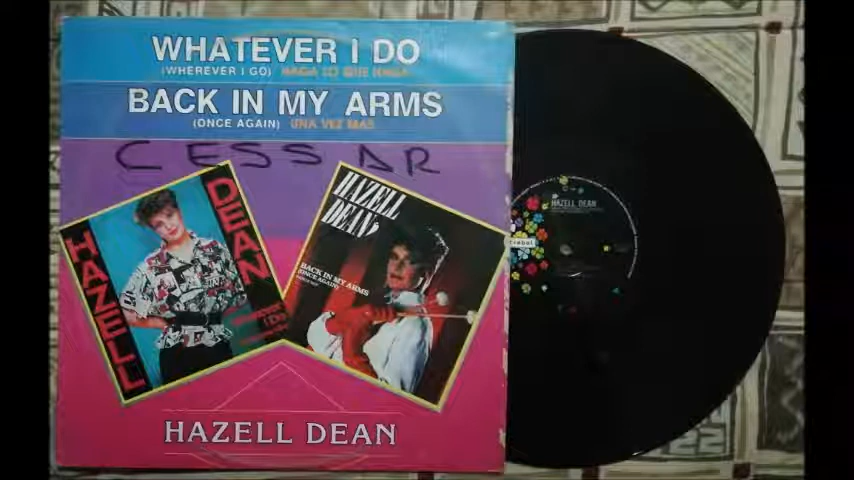 WHATEVER I DO
(WHEREVER I GO) HAGA LO QUE HAGA
BACK IN MY ARMS
(ONCE AGAIN) UNA VEZ MAS
CESSAR
HAZELL
DEAN
HAZELL
DEAN
BACK IN MY ARMS
(ONCE AGAIN)
HAZELL DEAN
HAZELL DEAN